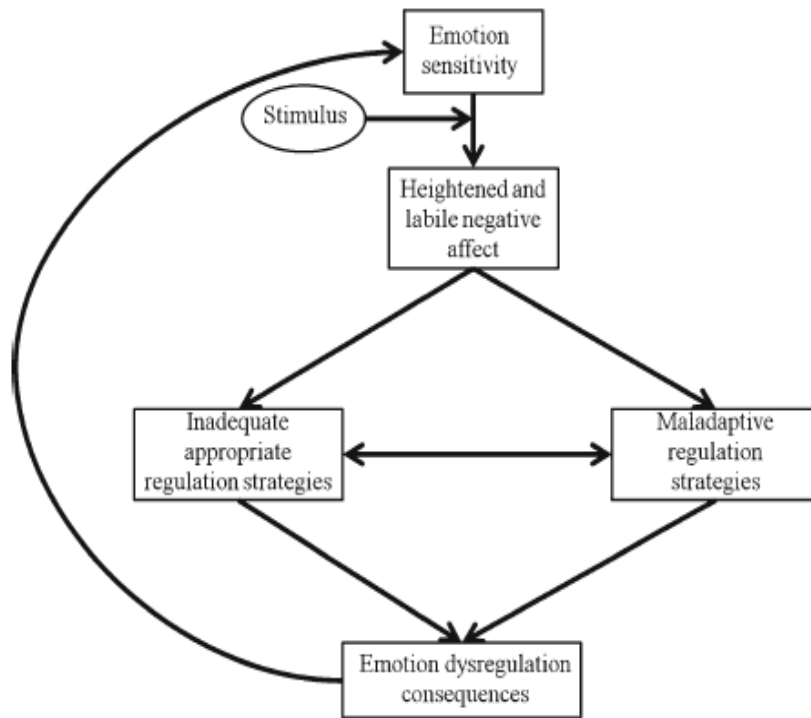 Emotion
sensitivity
Stimulus
Heightened and
labile negative
affect
Inadequate
appropriate
regulation strategies
Maladaptive
regulation
strategies
Emotion dysregulation
consequences